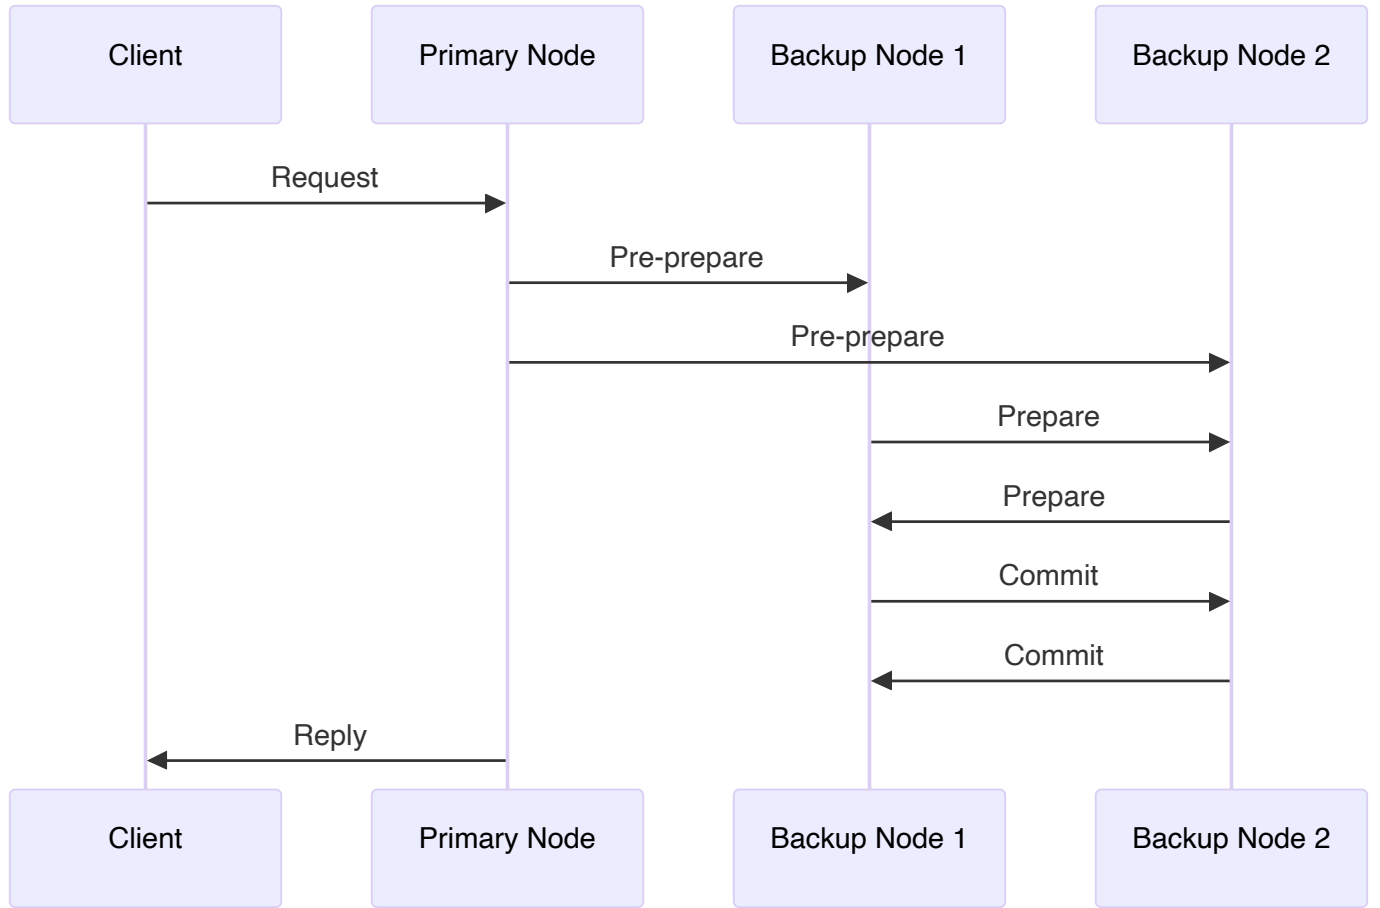 Client
Primary Node
Backup Node 1
Backup Node 2
Request
Pre-prepare
Pre-prepare
Prepare
Prepare
Commit
Commit
Reply
Client
Primary Node
Backup Node 1
Backup Node 2